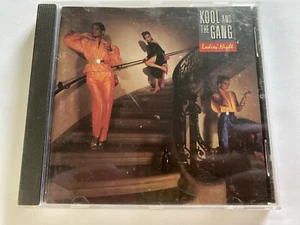 KOOL AND
THE GANG
Ladies' Night